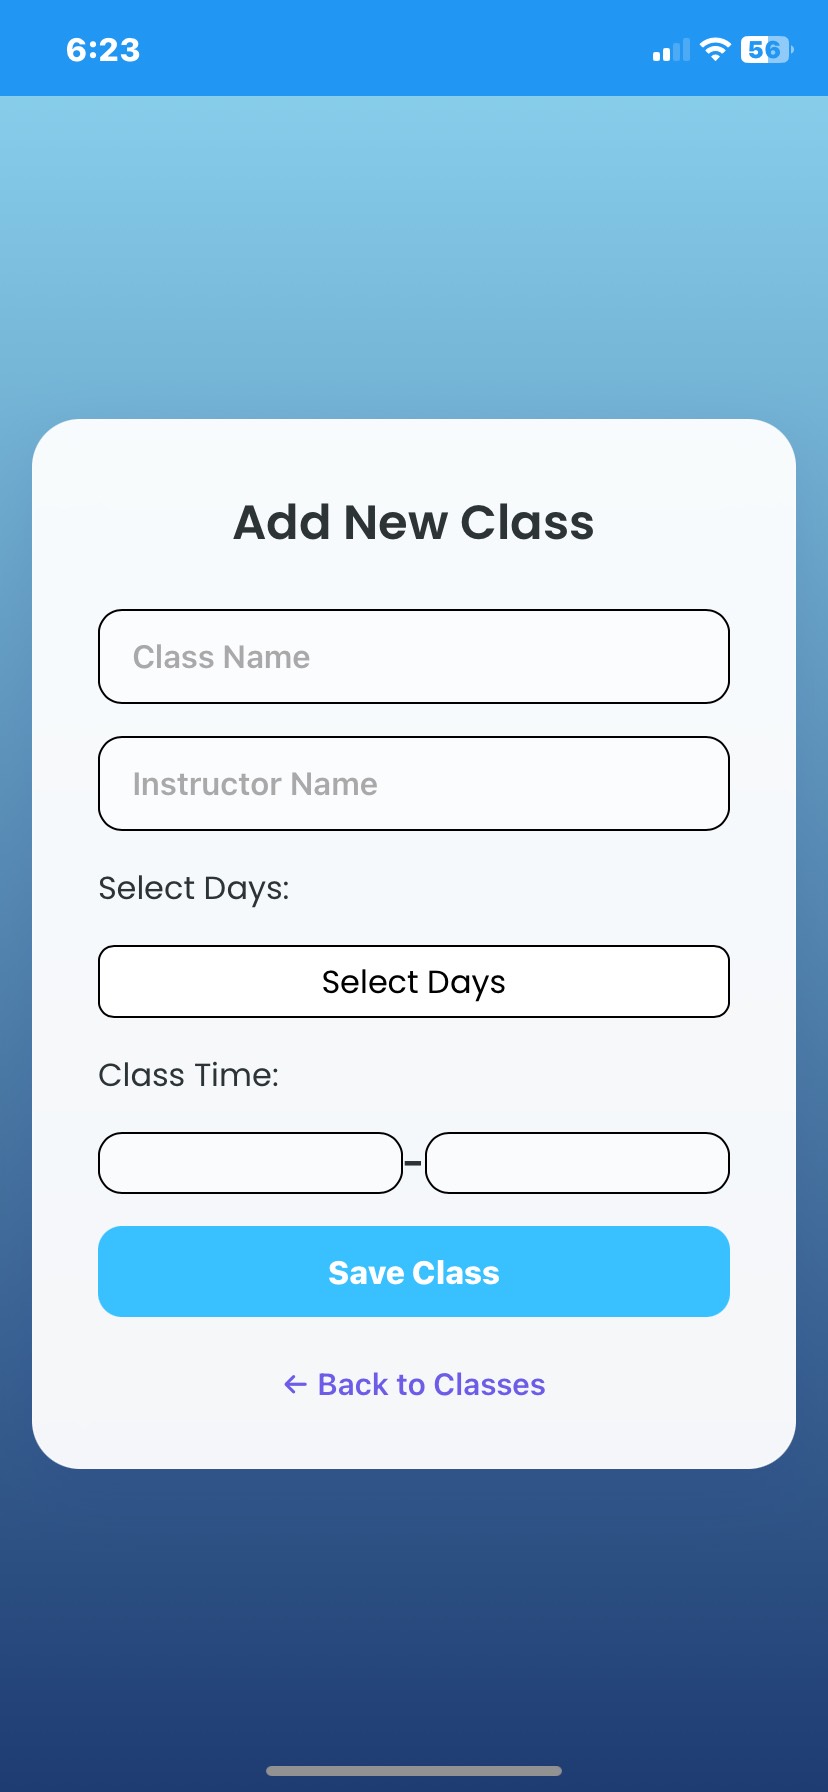 6:23
56
Add New Class
Class Name
Instructor Name
Select Days:
Select Days
Class Time:
–
Save Class
← Back to Classes